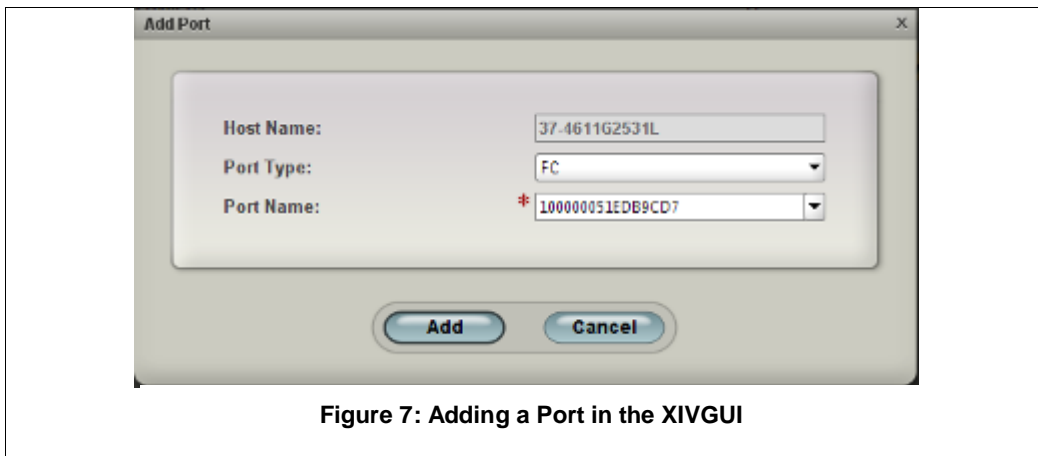 Add Port x
Host Name: 37-4611G2531L
Port Type: FC
Port Name: * 100000051EDB9CD7
Add Cancel
Figure 7: Adding a Port in the XIVGUI